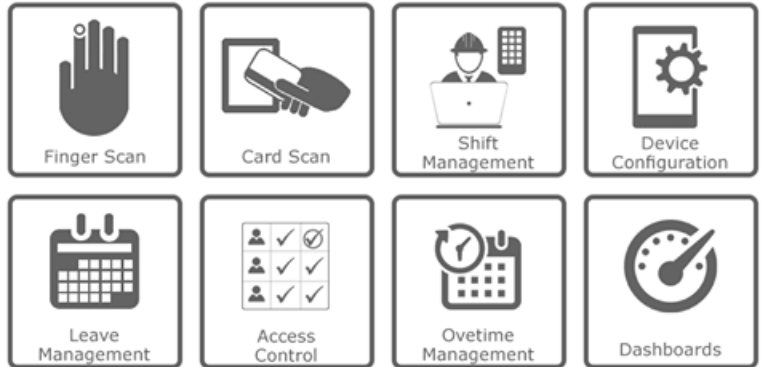 Finger Scan
Card Scan
Shift
Management
Device
Configuration
Leave
Management
Access
Control
Ovetime
Management
Dashboards